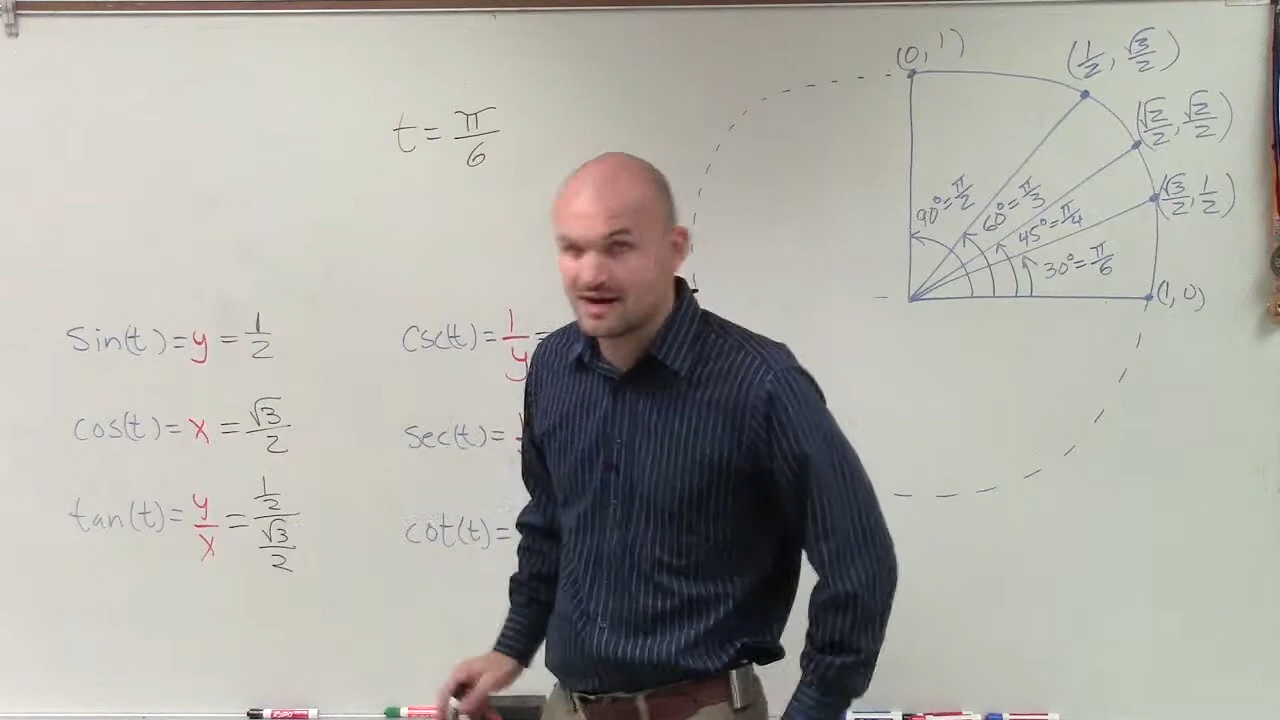 (0, 1)
(1/2, √3/2)
t = π/6
(√2/2, √2/2)
(√3/2, 1/2)
90° = π/2
60° = π/3
45° = π/4
30° = π/6
(1, 0)
sin(t) = y = 1/2
csc(t) = 1/y =
cos(t) = x = √3/2
sec(t) =
tan(t) = y/x = 1/2 / √3/2
cot(t) =